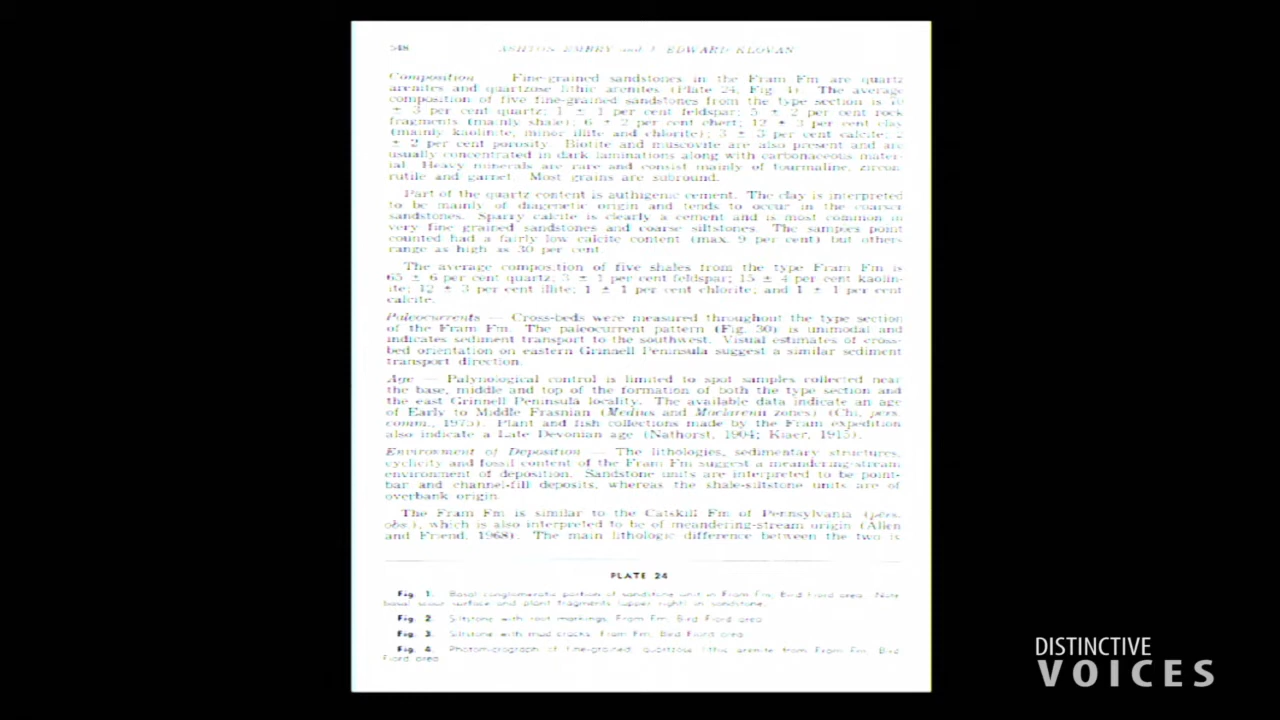 548 ASHTON EMBRY and J. EDWARD KLOVAN
Composition Fine-grained sandstones in the Fram Fm are quartz
arenites and quartzose lithic arenites (Plate 24, Fig. 4). The average
composition of five fine-grained sandstones from the type section is
± 3 per cent quartz; 1 ± 1 per cent feldspar; 5 ± 2 per cent rock
fragments (mainly shale); 6 ± 2 per cent chert; 12 ± 3 per cent clay
(mainly kaolinite, minor illite and chlorite); 3 ± 3 per cent calcite; 2
± 2 per cent porosity. Biotite and muscovite are also present and are
usually concentrated in dark laminations along with carbonaceous mater-
ial. Heavy minerals are rare and consist mainly of tourmaline, zircon,
rutile and garnet. Most grains are subround.
Part of the quartz content is authigenic cement. The clay is interpreted
to be mainly of diagenetic origin and tends to occur in the coarser
sandstones. Sparry calcite is clearly a cement and is most common in
very fine grained sandstones and coarse siltstones. The samples point
counted had a fairly low calcite content (max. 9 per cent) but others
range as high as 30 per cent.
The average composition of five shales from the type Fram Fm is
65 ± 6 per cent quartz; 3 ± 1 per cent feldspar; 15 ± 4 per cent kaolin-
ite; 12 ± 3 per cent illite; 1 ± 1 per cent chlorite; and 1 ± 1 per cent
calcite.
Paleocurrents — Cross-beds were measured throughout the type section
of the Fram Fm. The paleocurrent pattern (Fig. 30) is unimodal and
indicates sediment transport to the southwest. Visual estimates of cross-
bed orientation on eastern Grinnell Peninsula suggest a similar sediment
transport direction.
Age — Palynological control is limited to spot samples collected near
the base, middle and top of the formation of both the type section and
the east Grinnell Peninsula locality. The available data indicate an age
of Early to Middle Frasnian (Medius and Maclarenii zones) (Chi, pers.
comm., 1975). Plant and fish collections made by the Fram expedition
also indicate a Late Devonian age (Nathorst, 1904; Kiaer, 1915).
Environment of Deposition — The lithologies, sedimentary structures,
cyclicity and fossil content of the Fram Fm suggest a meandering-stream
environment of deposition. Sandstone units are interpreted to be point-
bar and channel-fill deposits, whereas the shale-siltstone units are of
overbank origin.
The Fram Fm is similar to the Catskill Fm of Pennsylvania (pers.
obs.), which is also interpreted to be of meandering-stream origin (Allen
and Friend, 1968). The main lithologic difference between the two is
PLATE 24
Fig. 1. Basal conglomeratic portion of sandstone unit in Fram Fm, Bird Fiord area. Note
basal scour surface and plant fragments (upper right) in sandstone.
Fig. 2. Siltstone with root markings, Fram Fm, Bird Fiord area.
Fig. 3. Siltstone with mud cracks, Fram Fm, Bird Fiord area.
Fig. 4. Photomicrograph of fine-grained, quartzose lithic arenite from Fram Fm, Bird
Fiord area.
DISTINCTIVE
VOICES